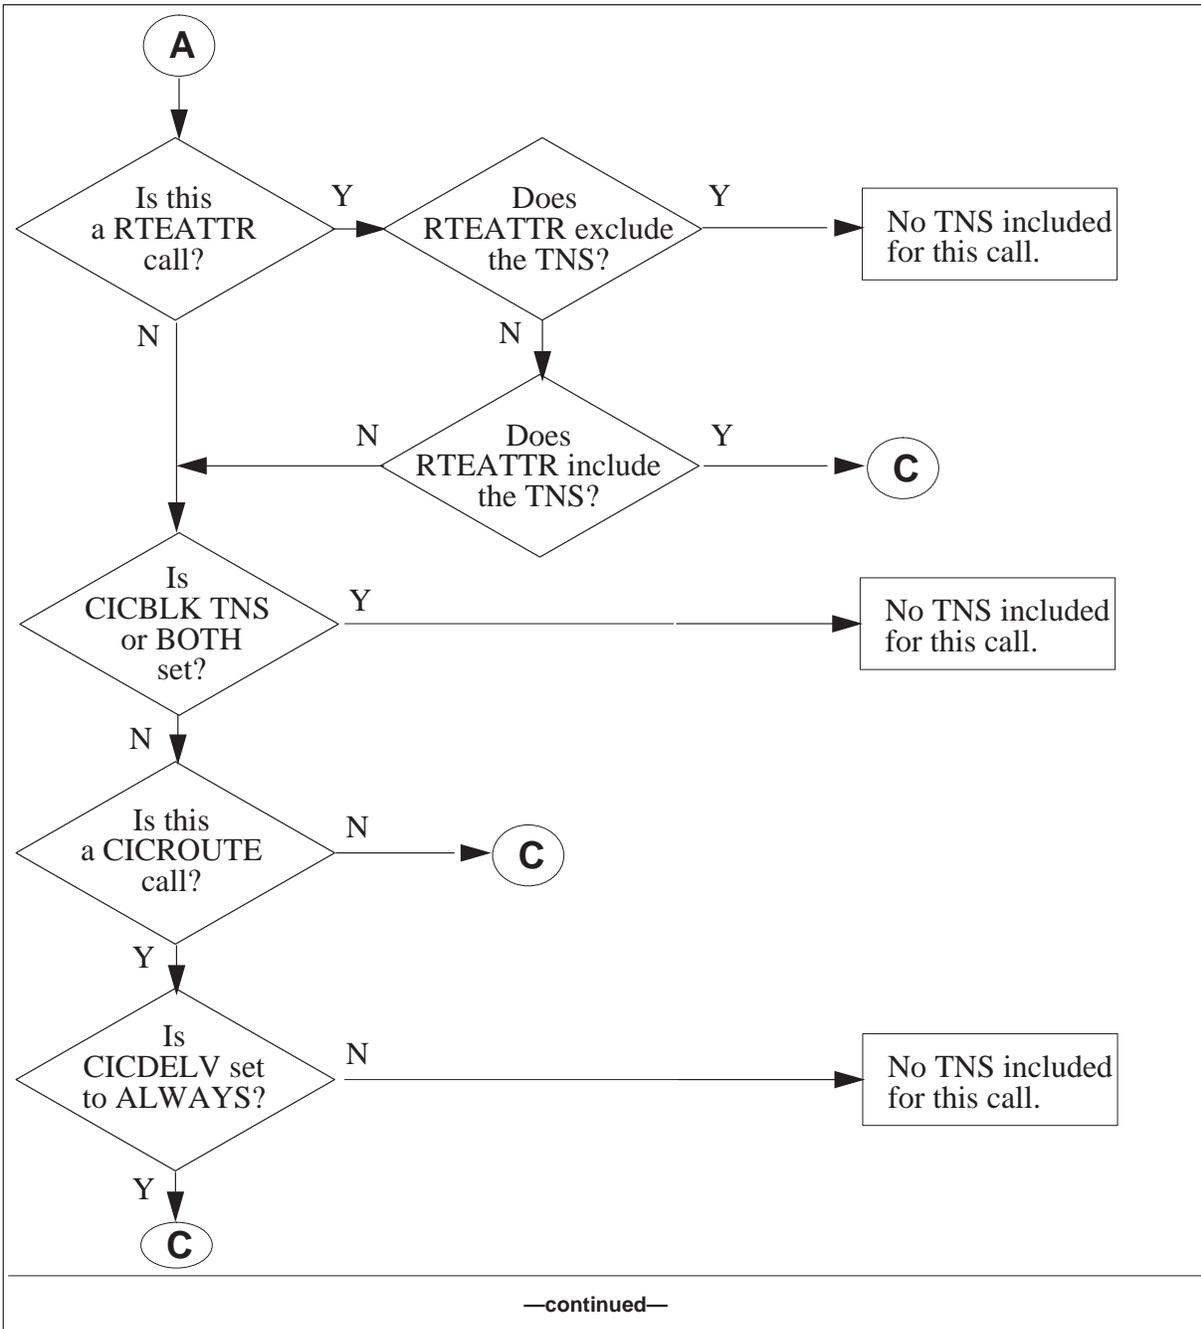 A
Is this
a RTEATTR
call?
Y
Does
RTEATTR exclude
the TNS?
Y
No TNS included
for this call.
N
N
Does
RTEATTR include
the TNS?
N
Y
C
Is
CICBLK TNS
or BOTH
set?
Y
No TNS included
for this call.
N
Is this
a CICROUTE
call?
N
C
Y
Is
CICDELV set
to ALWAYS?
N
No TNS included
for this call.
Y
C
—continued—